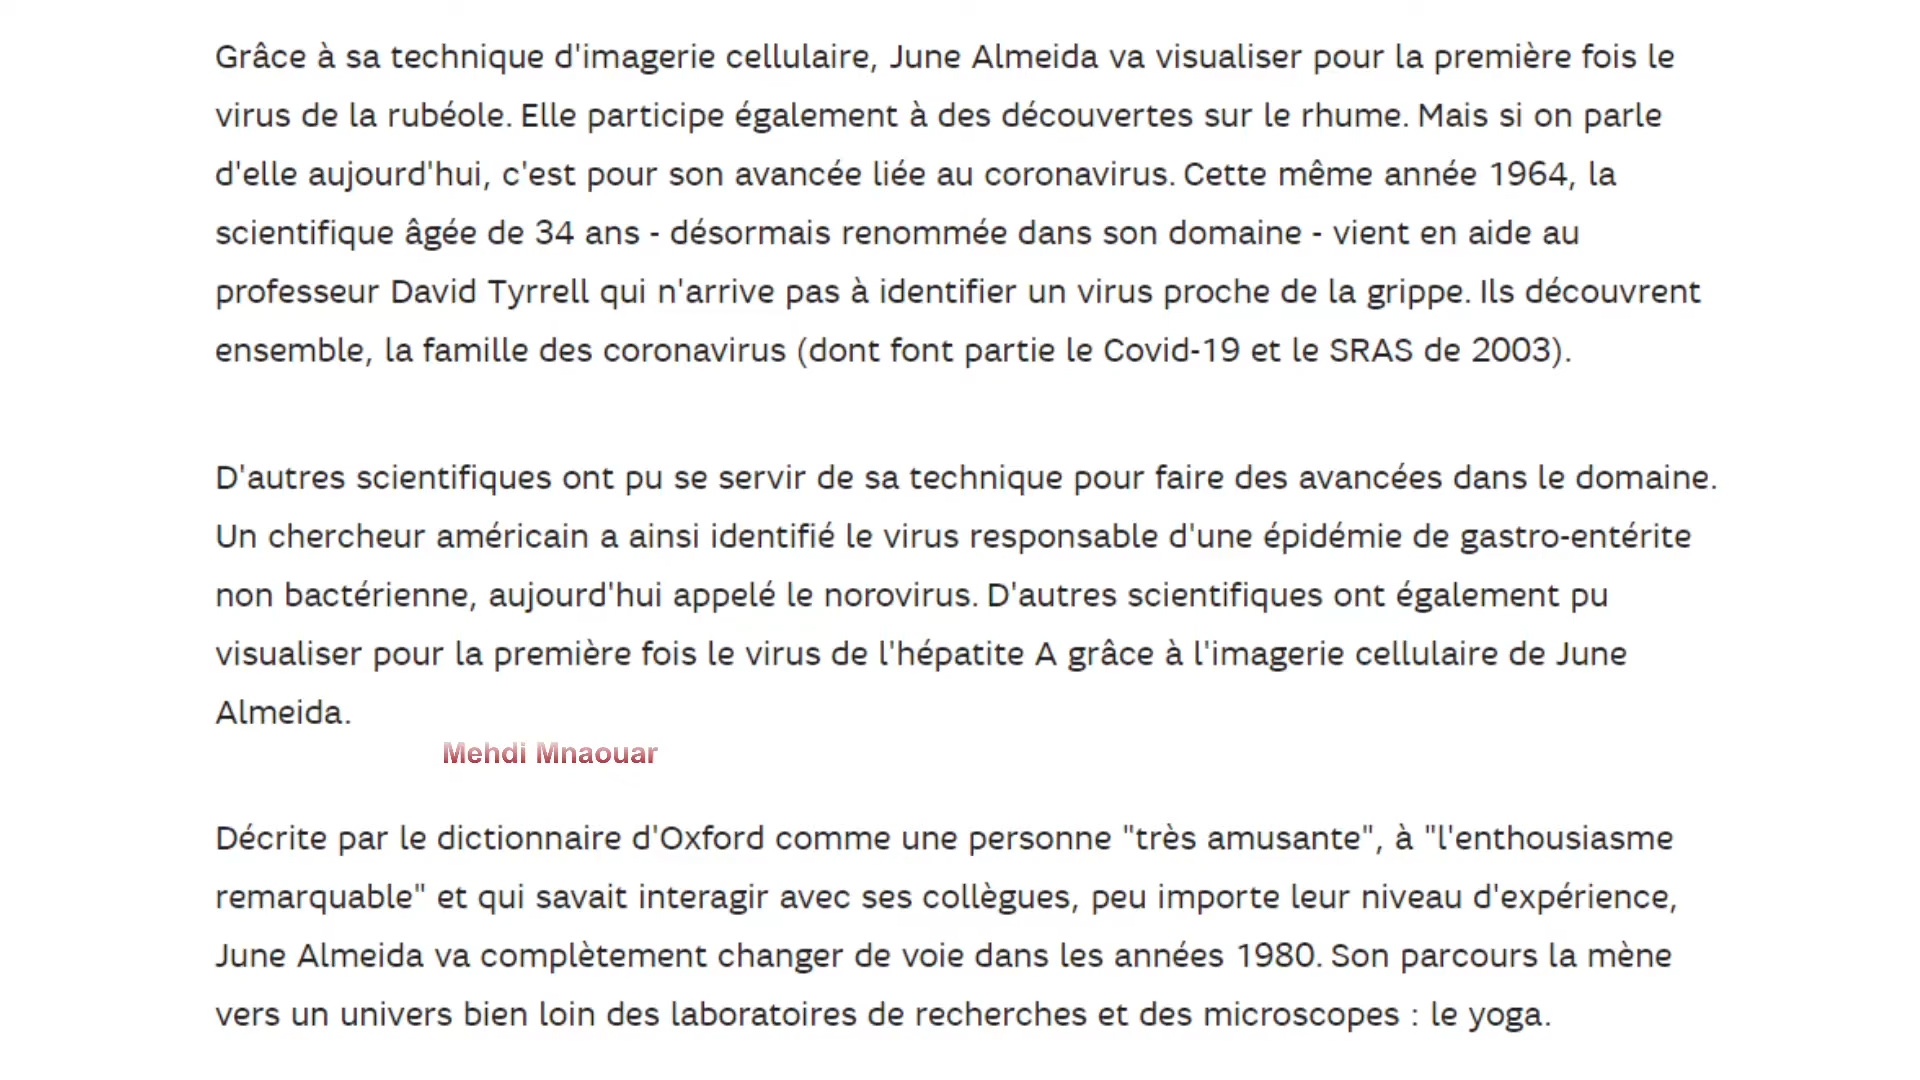 Grâce à sa technique d'imagerie cellulaire, June Almeida va visualiser pour la première fois le
virus de la rubéole. Elle participe également à des découvertes sur le rhume. Mais si on parle
d'elle aujourd'hui, c'est pour son avancée liée au coronavirus. Cette même année 1964, la
scientifique âgée de 34 ans - désormais renommée dans son domaine - vient en aide au
professeur David Tyrrell qui n'arrive pas à identifier un virus proche de la grippe. Ils découvrent
ensemble, la famille des coronavirus (dont font partie le Covid-19 et le SRAS de 2003).
D'autres scientifiques ont pu se servir de sa technique pour faire des avancées dans le domaine.
Un chercheur américain a ainsi identifié le virus responsable d'une épidémie de gastro-entérite
non bactérienne, aujourd'hui appelé le norovirus. D'autres scientifiques ont également pu
visualiser pour la première fois le virus de l'hépatite A grâce à l'imagerie cellulaire de June
Almeida.
Mehdi Mnaouar
Décrite par le dictionnaire d'Oxford comme une personne "très amusante", à "l'enthousiasme
remarquable" et qui savait interagir avec ses collègues, peu importe leur niveau d'expérience,
June Almeida va complètement changer de voie dans les années 1980. Son parcours la mène
vers un univers bien loin des laboratoires de recherches et des microscopes : le yoga.